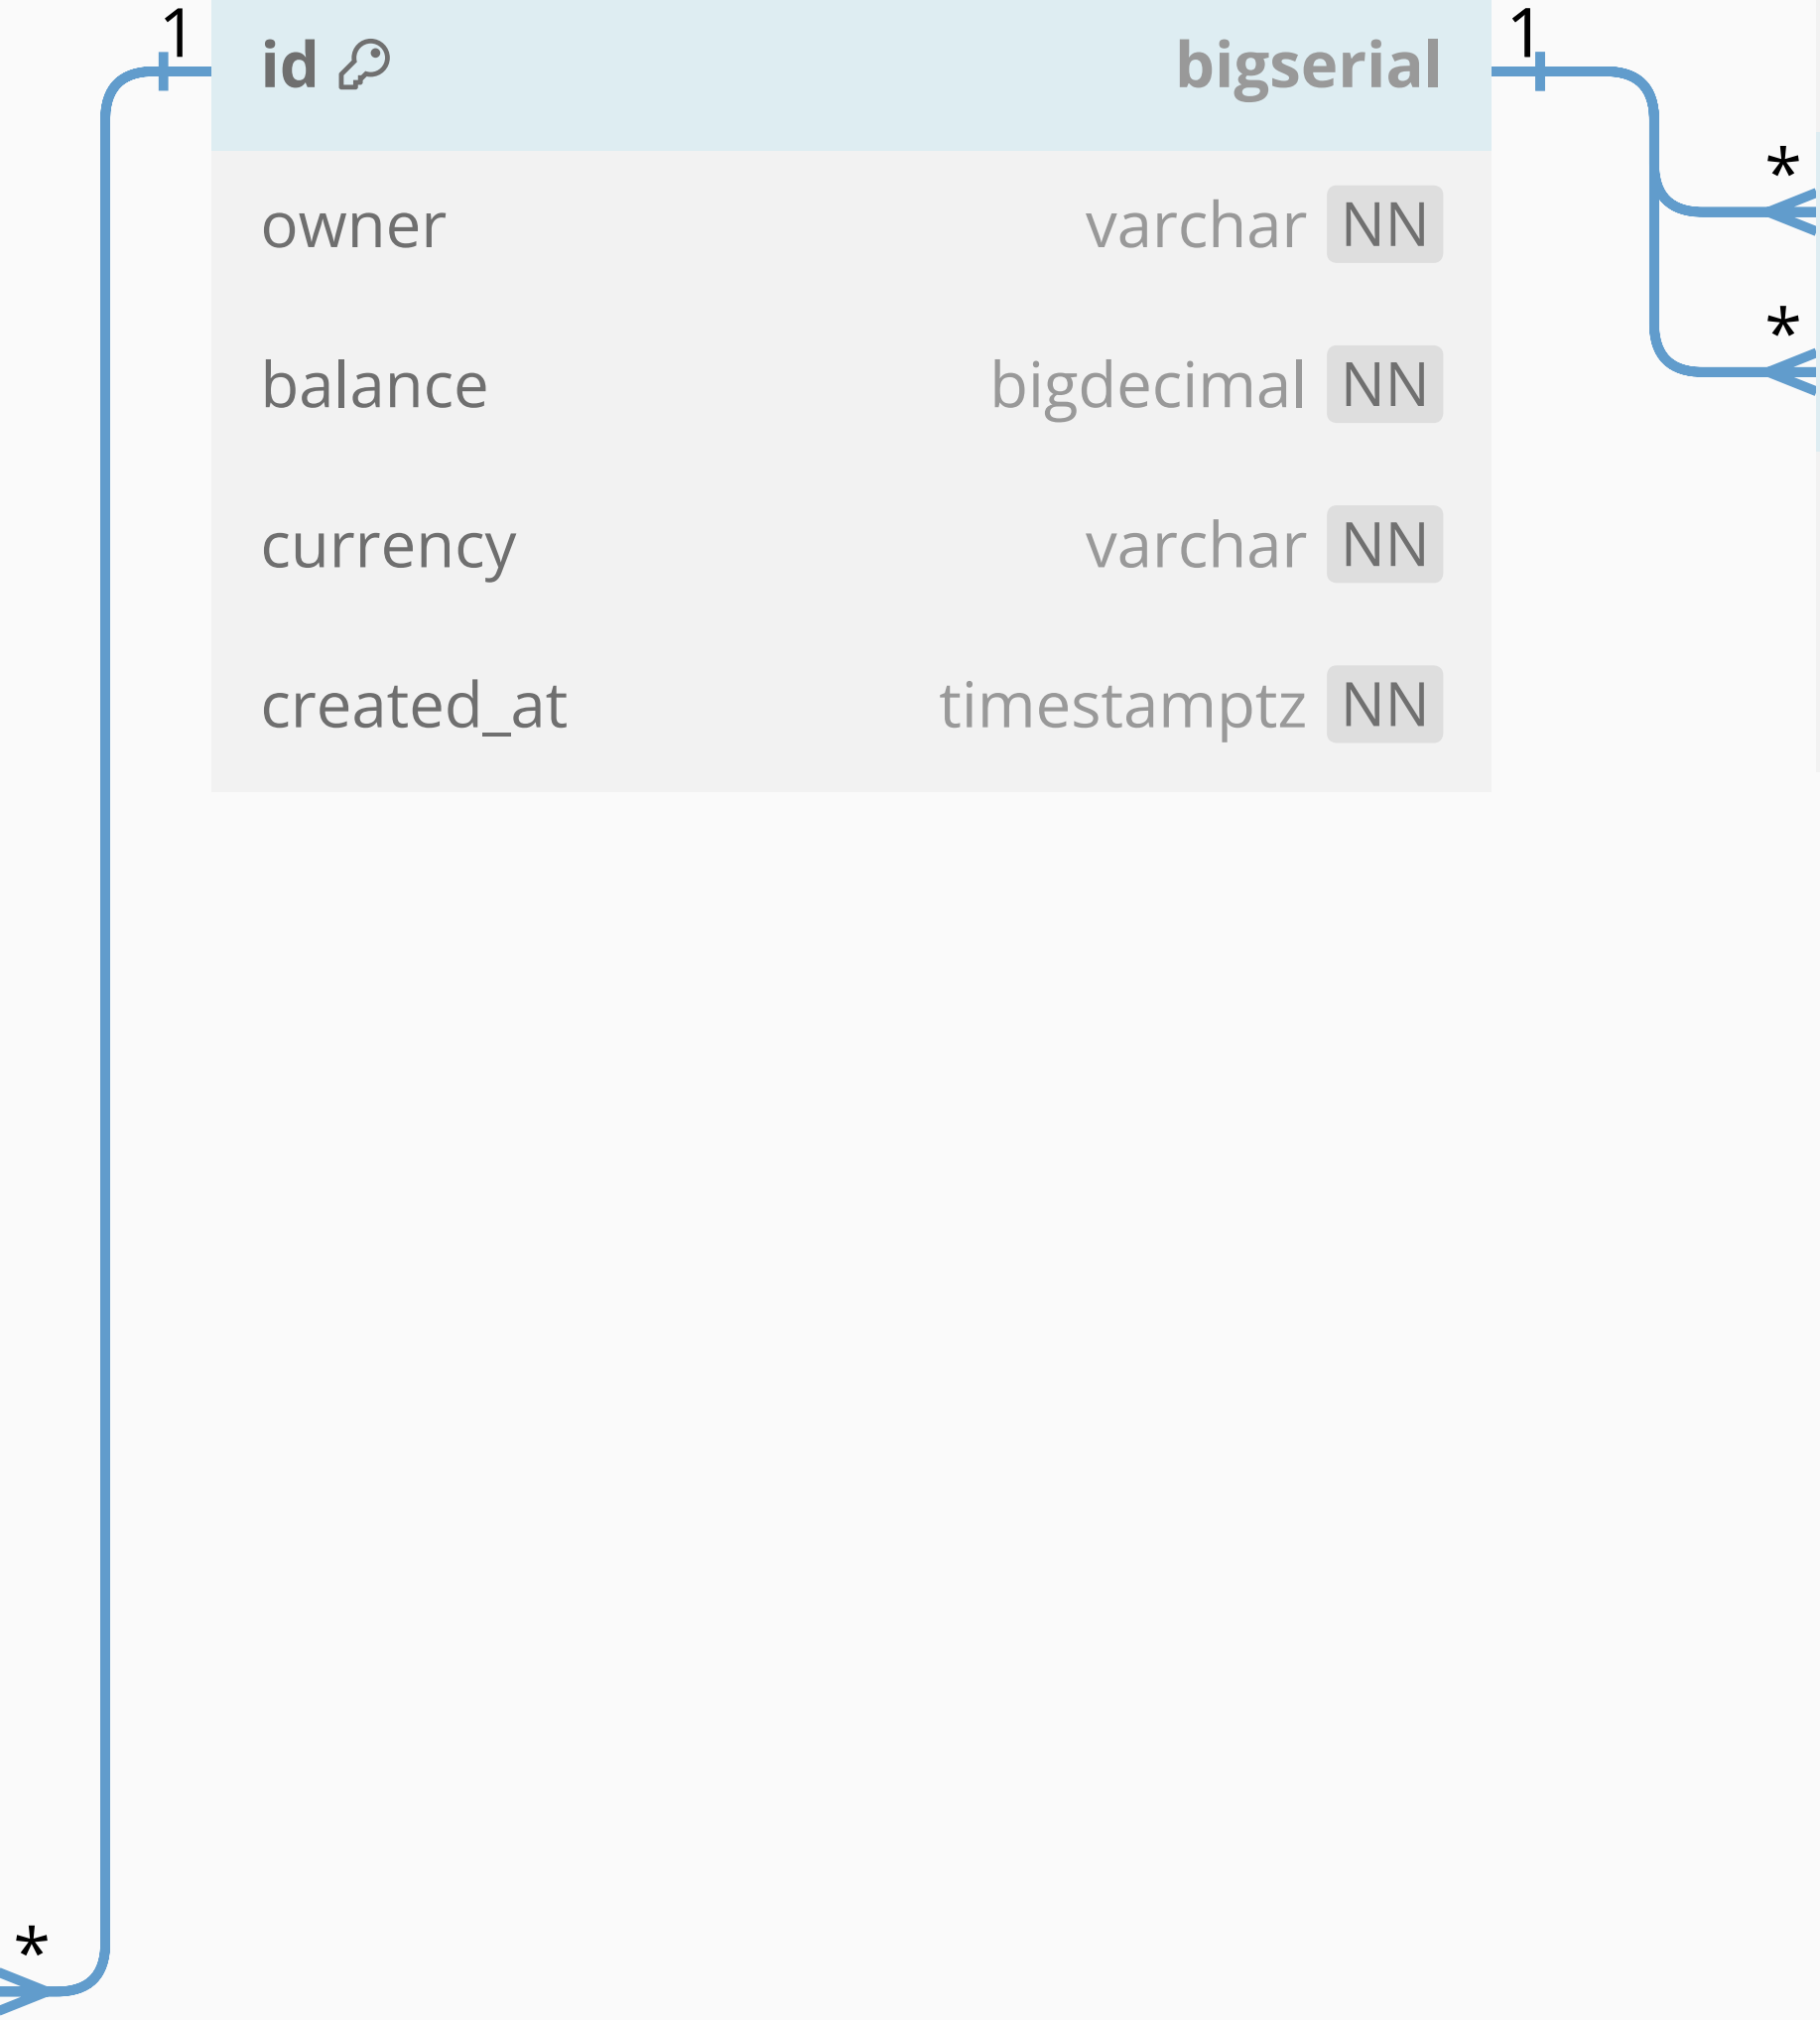 1 id bigserial 1
owner varchar NN *
balance bigdecimal NN *
currency varchar NN
created_at timestamptz NN
*